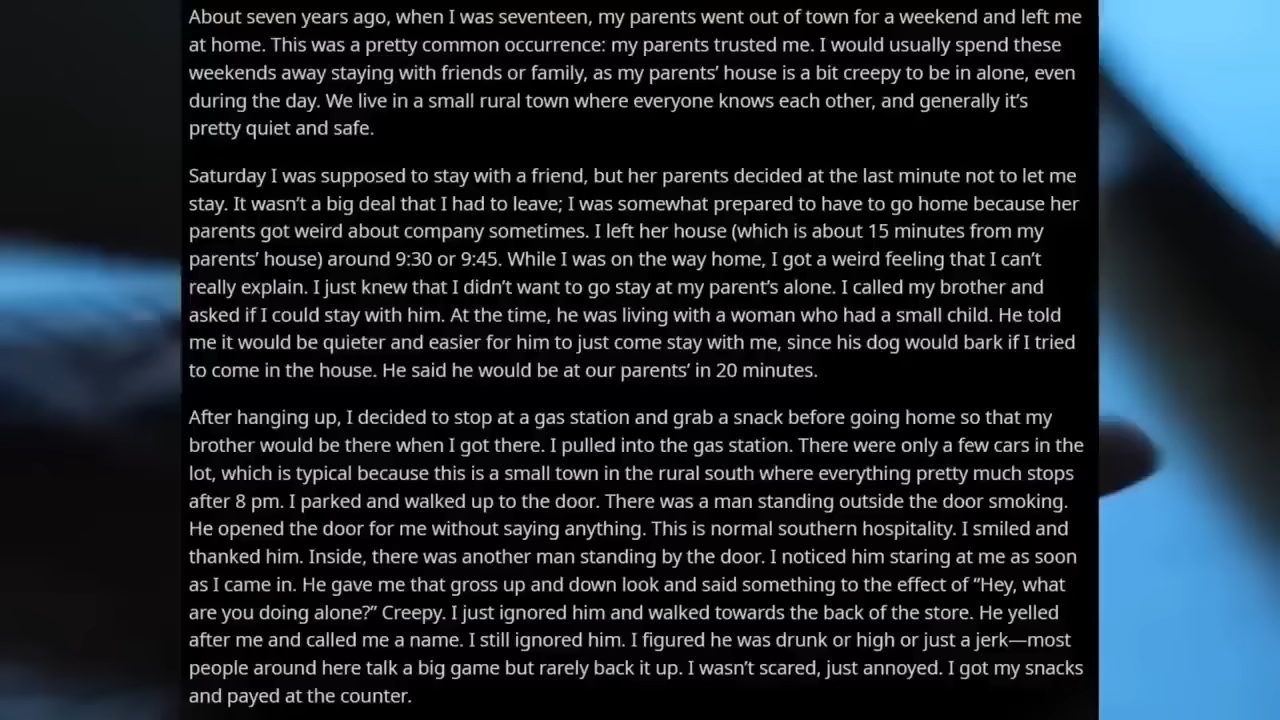 About seven years ago, when I was seventeen, my parents went out of town for a weekend and left me
at home. This was a pretty common occurrence: my parents trusted me. I would usually spend these
weekends away staying with friends or family, as my parents’ house is a bit creepy to be in alone, even
during the day. We live in a small rural town where everyone knows each other, and generally it’s
pretty quiet and safe.
Saturday I was supposed to stay with a friend, but her parents decided at the last minute not to let me
stay. It wasn’t a big deal that I had to leave; I was somewhat prepared to have to go home because her
parents got weird about company sometimes. I left her house (which is about 15 minutes from my
parents’ house) around 9:30 or 9:45. While I was on the way home, I got a weird feeling that I can’t
really explain. I just knew that I didn’t want to go stay at my parent’s alone. I called my brother and
asked if I could stay with him. At the time, he was living with a woman who had a small child. He told
me it would be quieter and easier for him to just come stay with me, since his dog would bark if I tried
to come in the house. He said he would be at our parents’ in 20 minutes.
After hanging up, I decided to stop at a gas station and grab a snack before going home so that my
brother would be there when I got there. I pulled into the gas station. There were only a few cars in the
lot, which is typical because this is a small town in the rural south where everything pretty much stops
after 8 pm. I parked and walked up to the door. There was a man standing outside the door smoking.
He opened the door for me without saying anything. This is normal southern hospitality. I smiled and
thanked him. Inside, there was another man standing by the door. I noticed him staring at me as soon
as I came in. He gave me that gross up and down look and said something to the effect of “Hey, what
are you doing alone?” Creepy. I just ignored him and walked towards the back of the store. He yelled
after me and called me a name. I still ignored him. I figured he was drunk or high or just a jerk—most
people around here talk a big game but rarely back it up. I wasn’t scared, just annoyed. I got my snacks
and payed at the counter.